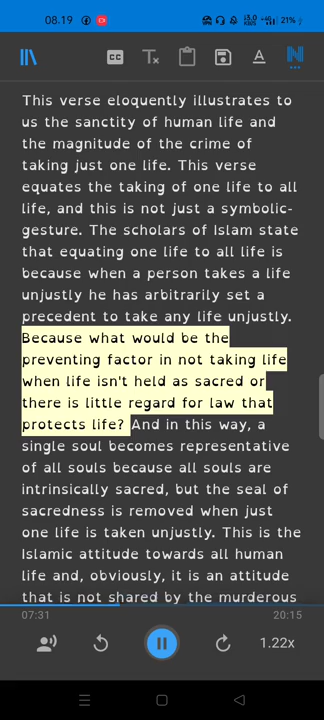 08.19
21%
CC
This verse eloquently illustrates to
us the sanctity of human life and
the magnitude of the crime of
taking just one life. This verse
equates the taking of one life to all
life, and this is not just a symbolic-
gesture. The scholars of Islam state
that equating one life to all life is
because when a person takes a life
unjustly he has arbitrarily set a
precedent to take any life unjustly.
Because what would be the
preventing factor in not taking life
when life isn't held as sacred or
there is little regard for law that
protects life? And in this way, a
single soul becomes representative
of all souls because all souls are
intrinsically sacred, but the seal of
sacredness is removed when just
one life is taken unjustly. This is the
Islamic attitude towards all human
life and, obviously, it is an attitude
that is not shared by the murderous
07:31
20:15
1.22x